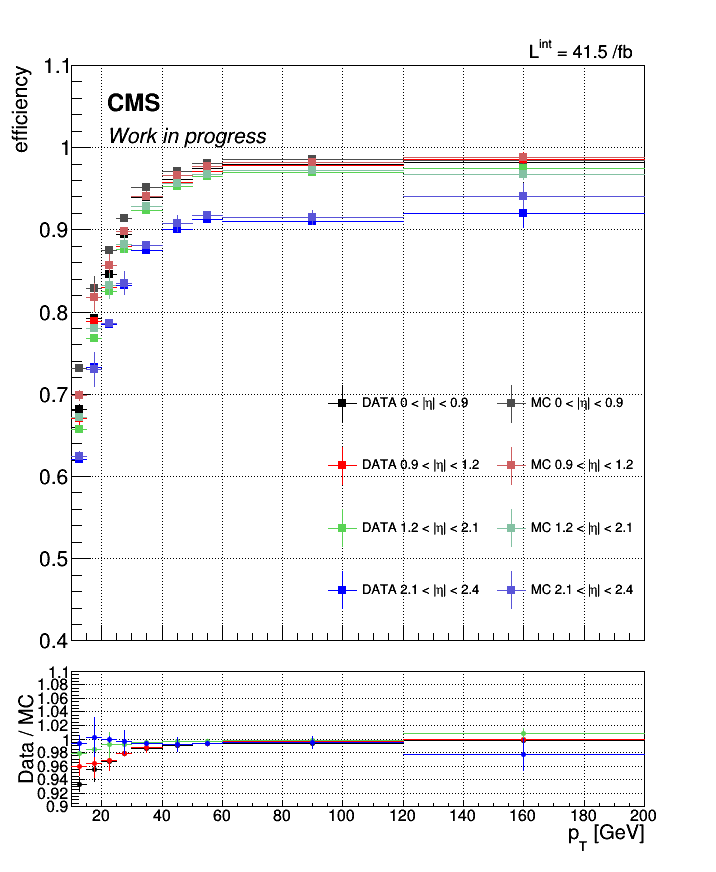 L^int = 41.5 /fb
efficiency
1.1
CMS
Work in progress
1
0.9
0.8
0.7
DATA 0 < |η| < 0.9
MC 0 < |η| < 0.9
DATA 0.9 < |η| < 1.2
MC 0.9 < |η| < 1.2
0.6
DATA 1.2 < |η| < 2.1
MC 1.2 < |η| < 2.1
0.5
DATA 2.1 < |η| < 2.4
MC 2.1 < |η| < 2.4
0.4
Data / MC
1.1
1.08
1.06
1.04
1.02
1
0.98
0.96
0.94
0.92
0.9
20 40 60 80 100 120 140 160 180 200
p_T [GeV]